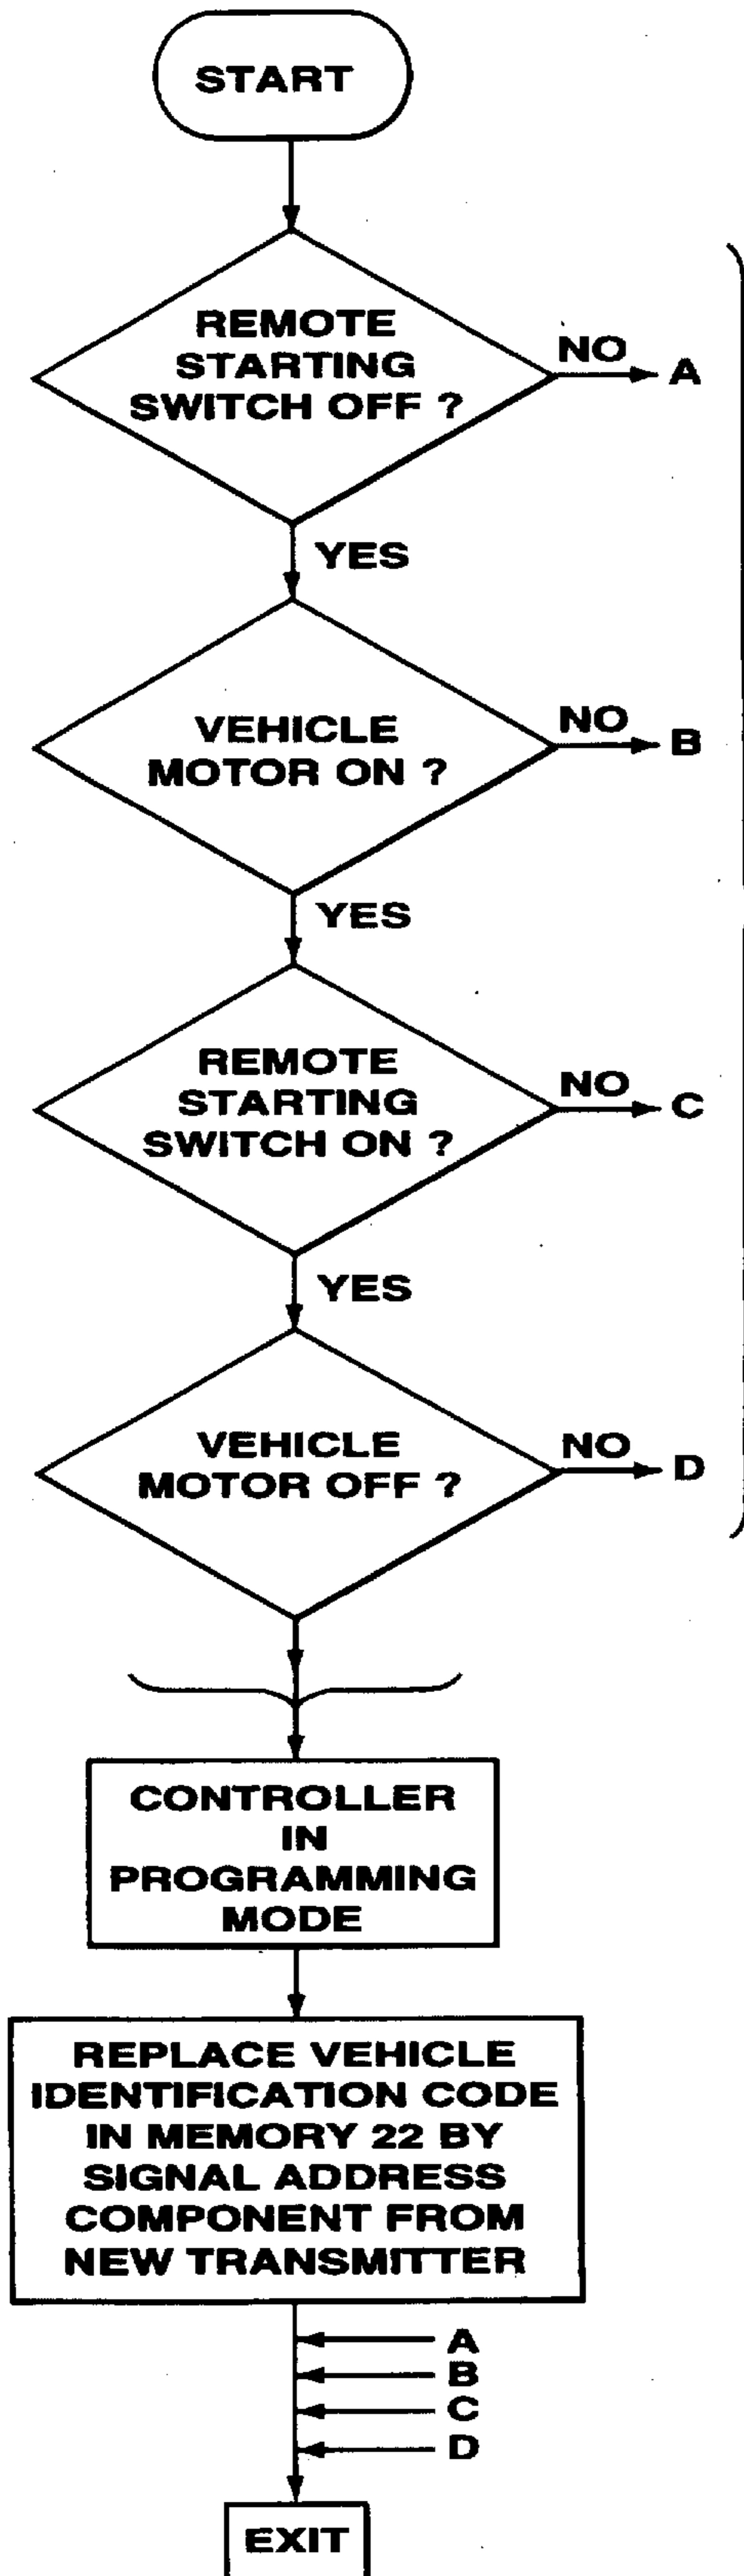 START
REMOTE
STARTING
SWITCH OFF ?
NO
A
YES
VEHICLE
MOTOR ON ?
NO
B
YES
REMOTE
STARTING
SWITCH ON ?
NO
C
YES
VEHICLE
MOTOR OFF ?
NO
D
CONTROLLER
IN
PROGRAMMING
MODE
REPLACE VEHICLE
IDENTIFICATION CODE
IN MEMORY 22 BY
SIGNAL ADDRESS
COMPONENT FROM
NEW TRANSMITTER
A
B
C
D
EXIT